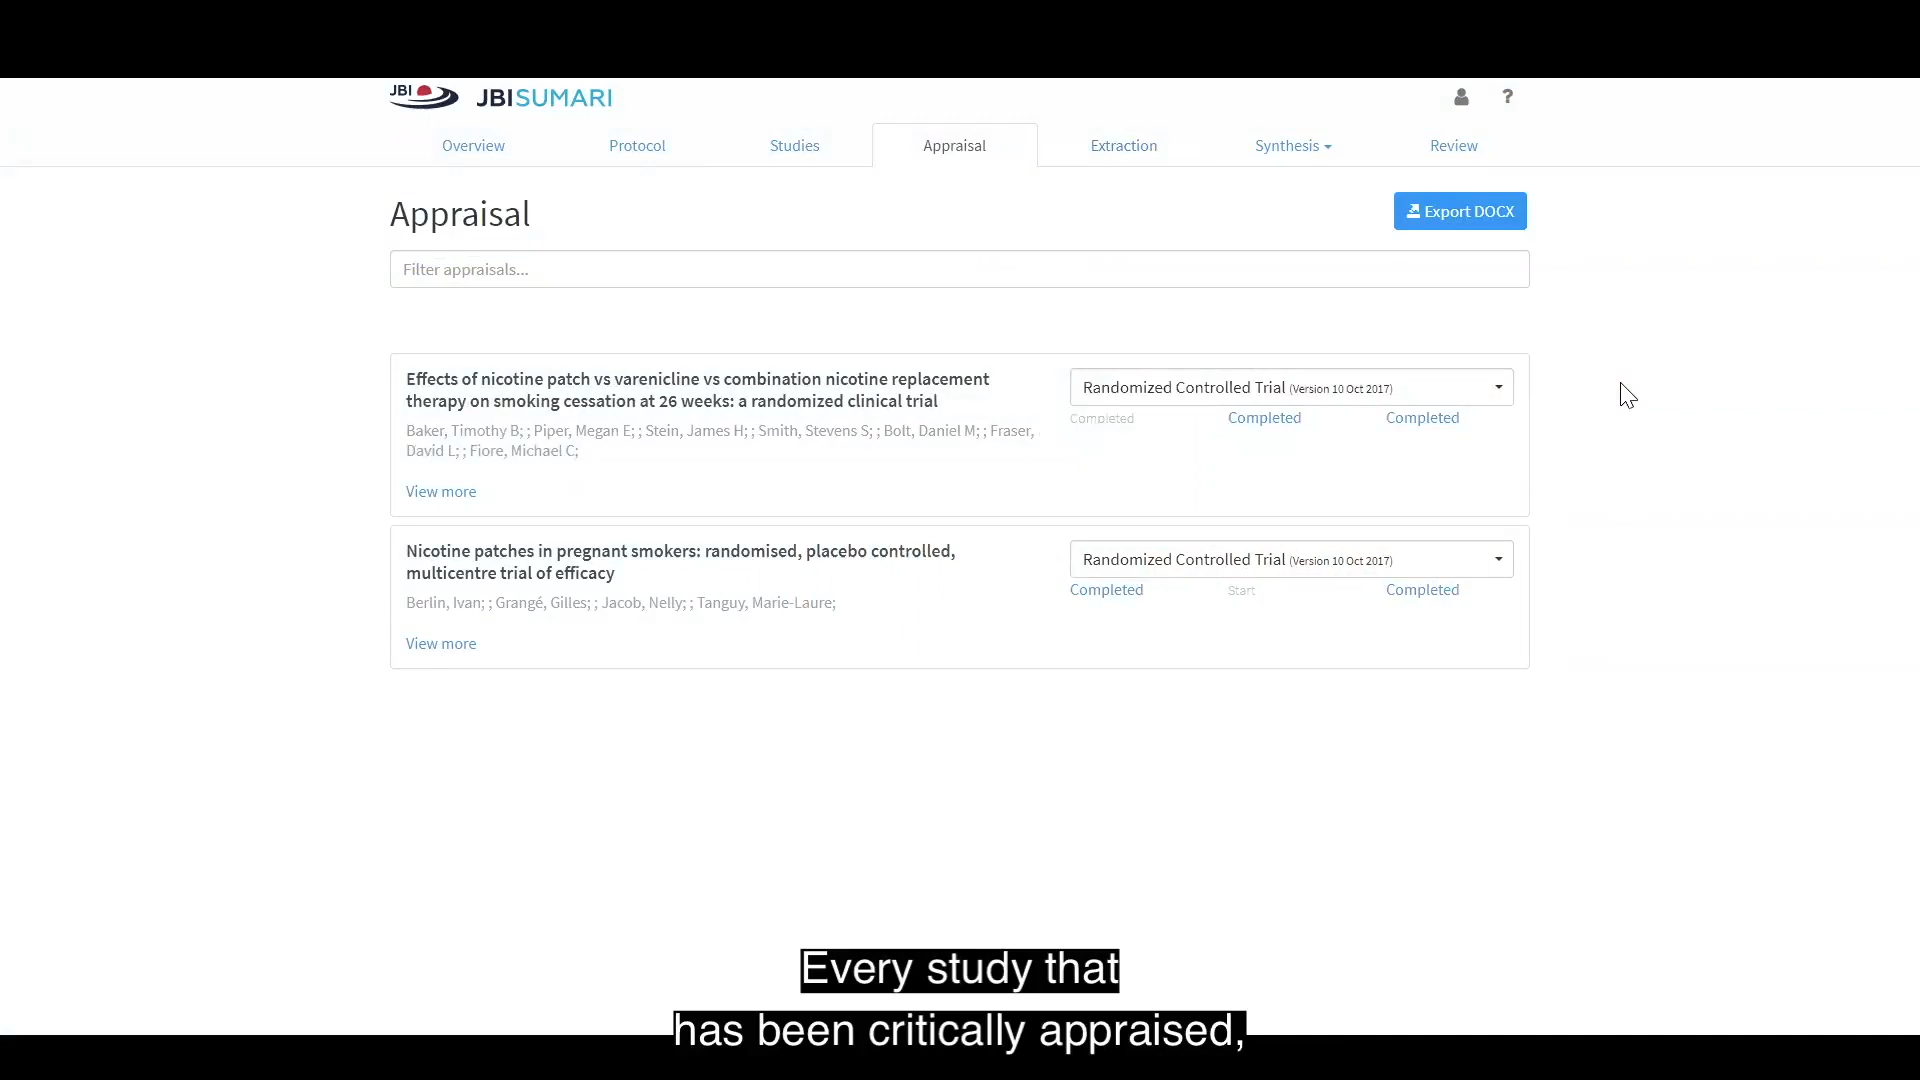 JBI JBISUMARI ?
Overview Protocol Studies Appraisal Extraction Synthesis Review
Appraisal Export DOCX
Filter appraisals...
Effects of nicotine patch vs varenicline vs combination nicotine replacement
therapy on smoking cessation at 26 weeks: a randomized clinical trial
Baker, Timothy B; ; Piper, Megan E; ; Stein, James H; ; Smith, Stevens S; ; Bolt, Daniel M; ; Fraser,
David L; ; Fiore, Michael C;
View more
Randomized Controlled Trial (Version 10 Oct 2017)
Completed Completed Completed
Nicotine patches in pregnant smokers: randomised, placebo controlled,
multicentre trial of efficacy
Berlin, Ivan; ; Grangé, Gilles; ; Jacob, Nelly; ; Tanguy, Marie-Laure;
View more
Randomized Controlled Trial (Version 10 Oct 2017)
Completed Start Completed
Every study that
has been critically appraised,